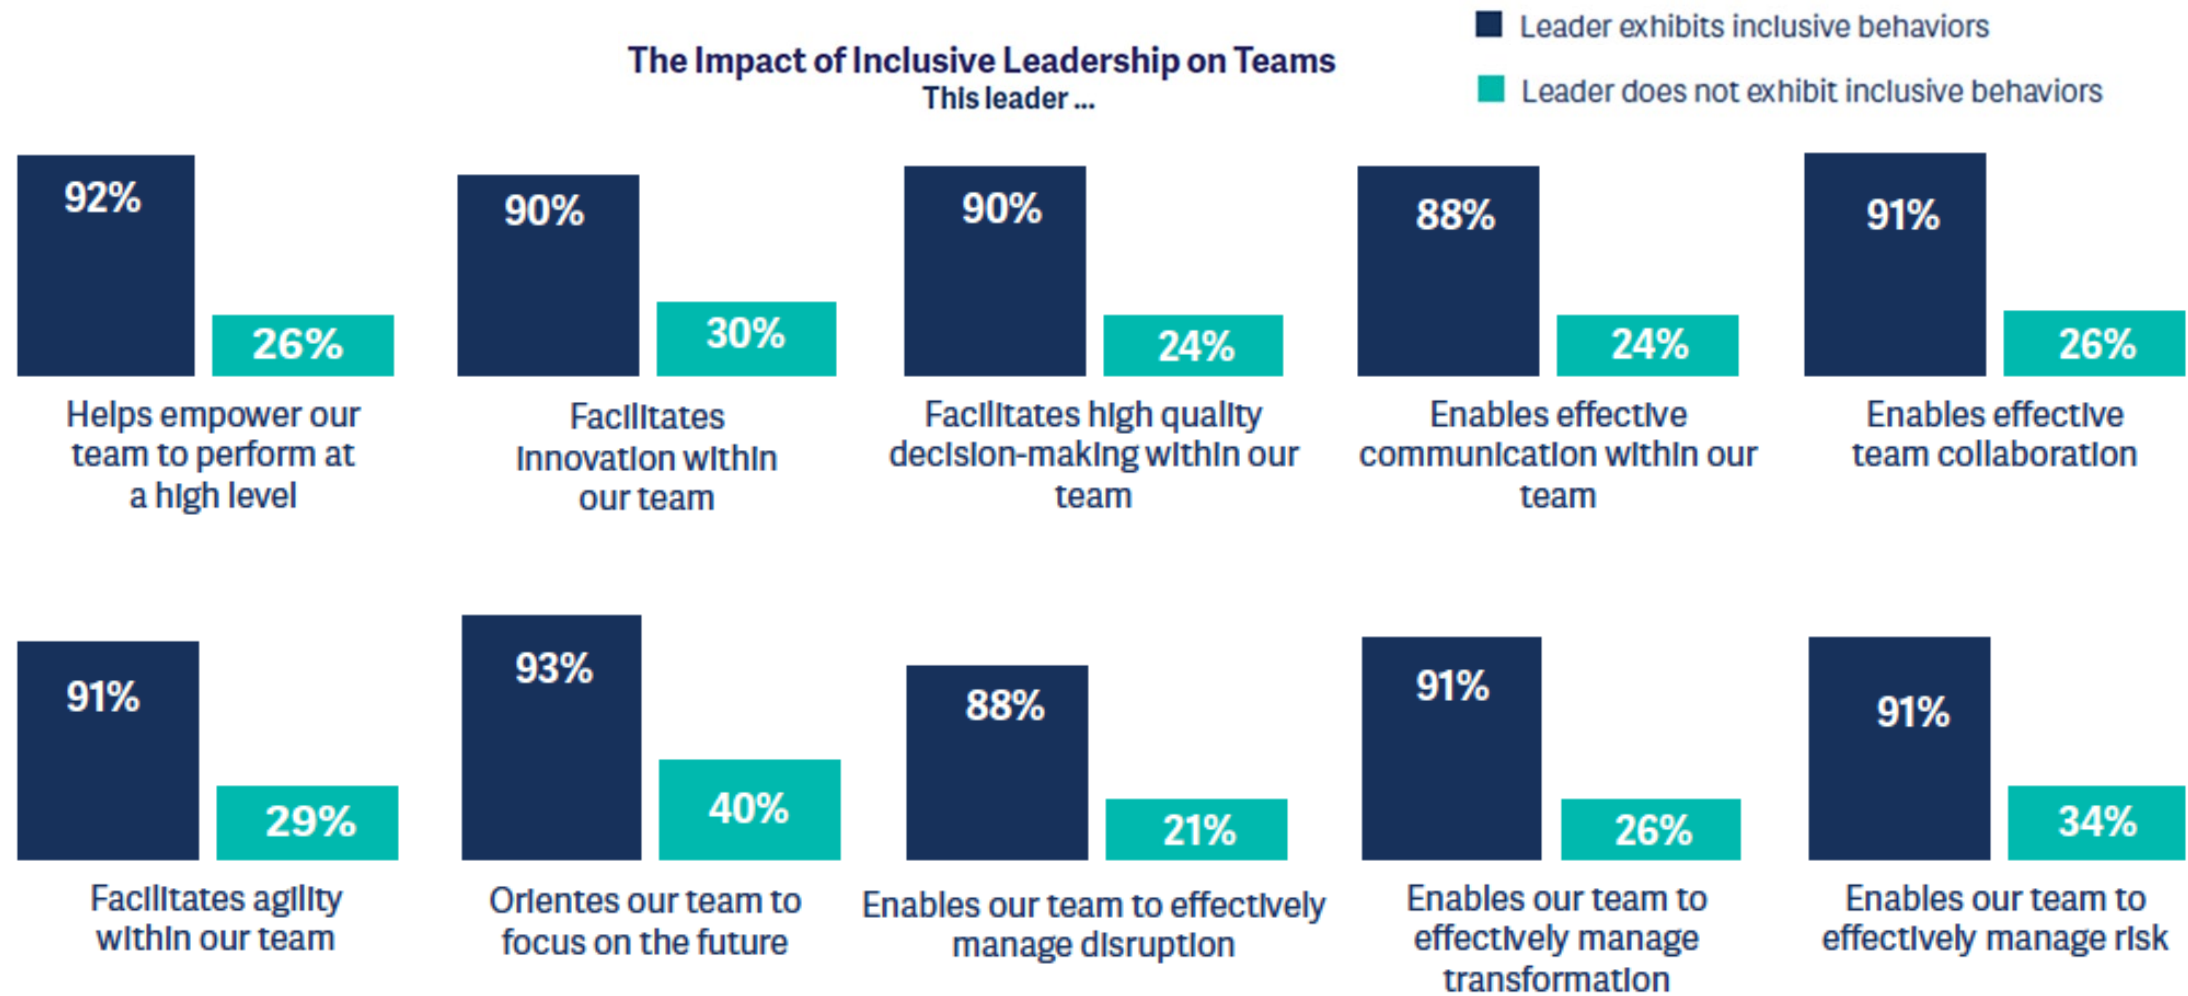 The Impact of Inclusive Leadership on Teams
This leader ...
Leader exhibits inclusive behaviors
Leader does not exhibit inclusive behaviors
92%
26%
Helps empower our
team to perform at
a high level
90%
30%
Facilitates
innovation within
our team
90%
24%
Facilitates high quality
decision-making within our
team
88%
24%
Enables effective
communication within our
team
91%
26%
Enables effective
team collaboration
91%
29%
Facilitates agility
within our team
93%
40%
Orientes our team to
focus on the future
88%
21%
Enables our team to effectively
manage disruption
91%
26%
Enables our team to
effectively manage
transformation
91%
34%
Enables our team to
effectively manage risk